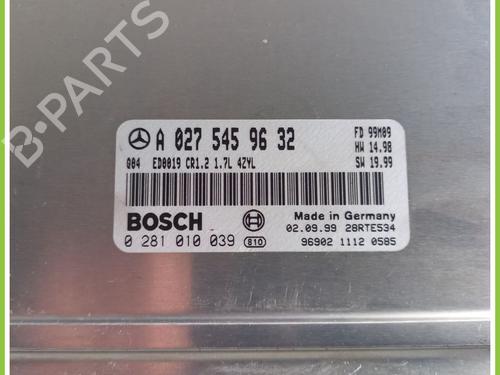 A 027 545 96 32
FD 99M09
HW 14.98
SW 19.99
Q04 ED0019 CR1.2 1.7L 4ZYL
BOSCH
0 281 010 039 810
Made in Germany
02.09.99 28RTE534
96902 1112 0585
B-PARTS